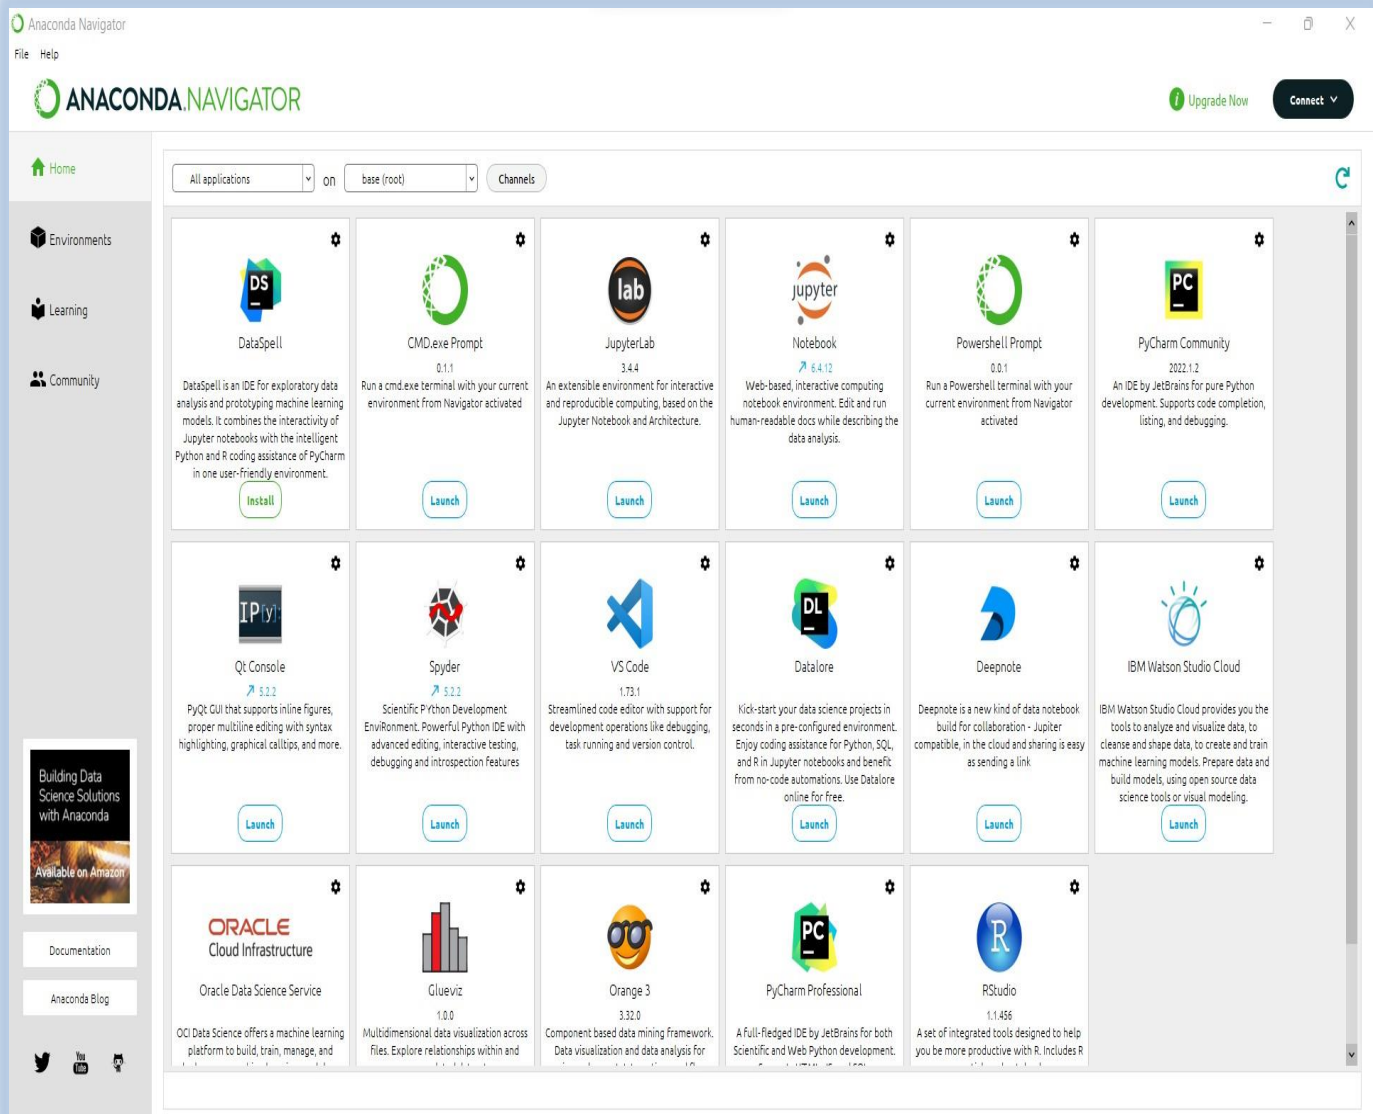 Anaconda Navigator
File Help
ANACONDA.NAVIGATOR
Upgrade Now
Connect
Home
Environments
Learning
Community
All applications on base (root) Channels
DS
DataSpell
DataSpell is an IDE for exploratory data
analysis and prototyping machine learning
models. It combines the interactivity of
Jupyter notebooks with the intelligent
Python and R coding assistance of PyCharm
in one user-friendly environment.
Install
CMD.exe Prompt
0.1.1
Run a cmd.exe terminal with your current
environment from Navigator activated
Launch
lab
JupyterLab
3.4.4
An extensible environment for interactive
and reproducible computing, based on the
Jupyter Notebook and Architecture.
Launch
jupyter
Notebook
6.4.12
Web-based, interactive computing
notebook environment. Edit and run
human-readable docs while describing the
data analysis.
Launch
Powershell Prompt
0.0.1
Run a Powershell terminal with your
current environment from Navigator
activated
Launch
PC
PyCharm Community
2022.1.2
An IDE by JetBrains for pure Python
development. Supports code completion,
listing, and debugging.
Launch
IP[y]:
Qt Console
5.2.2
PyQt GUI that supports inline figures,
proper multiline editing with syntax
highlighting, graphical calltips, and more.
Launch
Spyder
5.2.2
Scientific PYthon Development
EnviRonment. Powerful Python IDE with
advanced editing, interactive testing,
debugging and introspection features
Launch
VS Code
1.73.1
Streamlined code editor with support for
development operations like debugging,
task running and version control.
Launch
DL
Datalore
Kick-start your data science projects in
seconds in a pre-configured environment.
Enjoy coding assistance for Python, SQL,
and R in Jupyter notebooks and benefit
from no-code automations. Use Datalore
online for free.
Launch
Deepnote
Deepnote is a new kind of data notebook
build for collaboration - Jupiter
compatible, in the cloud and sharing is easy
as sending a link
Launch
IBM Watson Studio Cloud
IBM Watson Studio Cloud provides you the
tools to analyze and visualize data, to
cleanse and shape data, to create and train
machine learning models. Prepare data and
build models, using open source data
science tools or visual modeling.
Launch
ORACLE
Cloud Infrastructure
Oracle Data Science Service
OCI Data Science offers a machine learning
platform to build, train, manage, and
Glueviz
1.0.0
Multidimensional data visualization across
files. Explore relationships within and
Orange 3
3.32.0
Component based data mining framework.
Data visualization and data analysis for
PC
PyCharm Professional
A full-fledged IDE by JetBrains for both
Scientific and Web Python development.
R
RStudio
1.1.456
A set of integrated tools designed to help
you be more productive with R. Includes R
Building Data
Science Solutions
with Anaconda
Available on Amazon
Documentation
Anaconda Blog
You
Tube